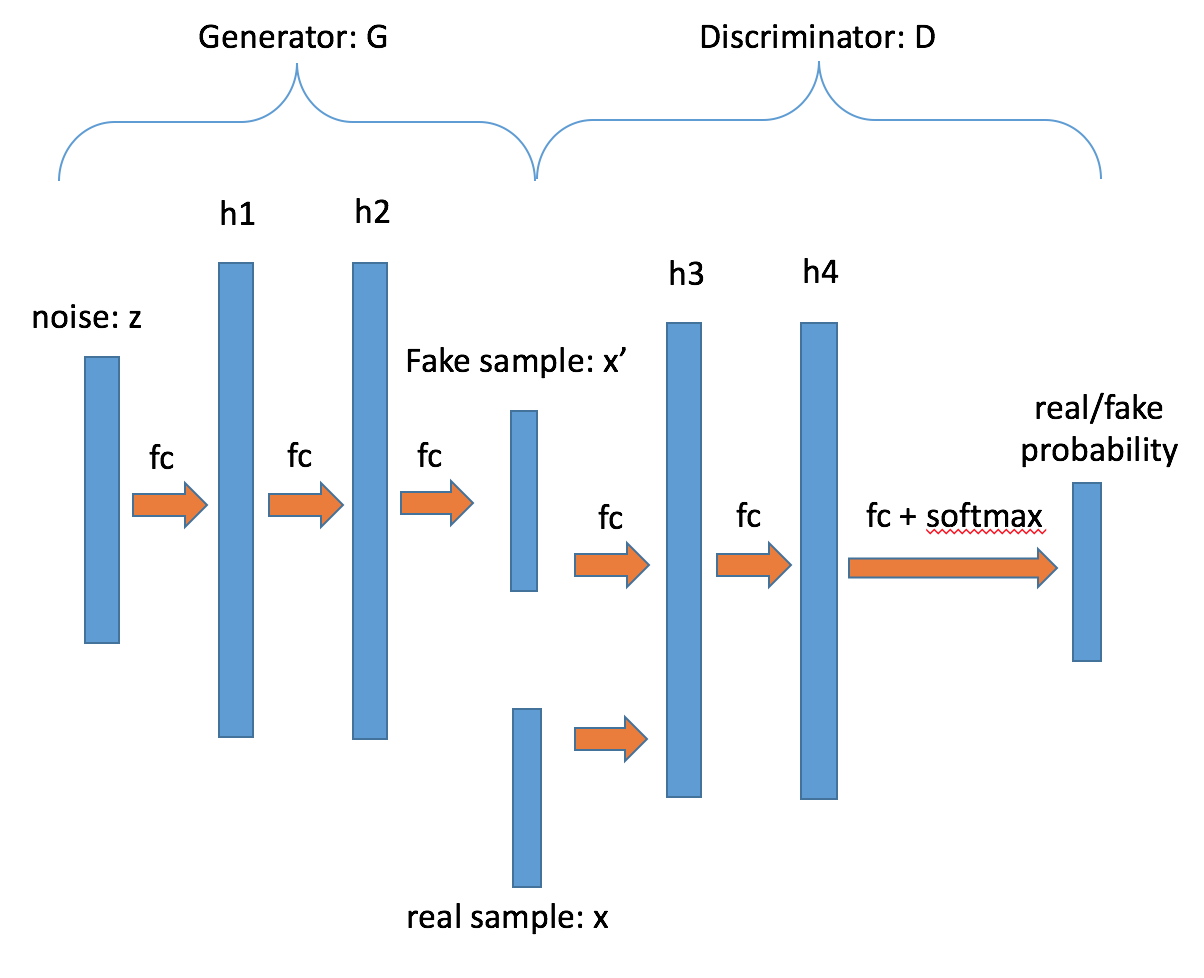 Generator: G
Discriminator: D
h1
h2
h3
h4
noise: z
Fake sample: x’
real/fake
probability
fc
fc
fc
fc
fc
fc + softmax
real sample: x